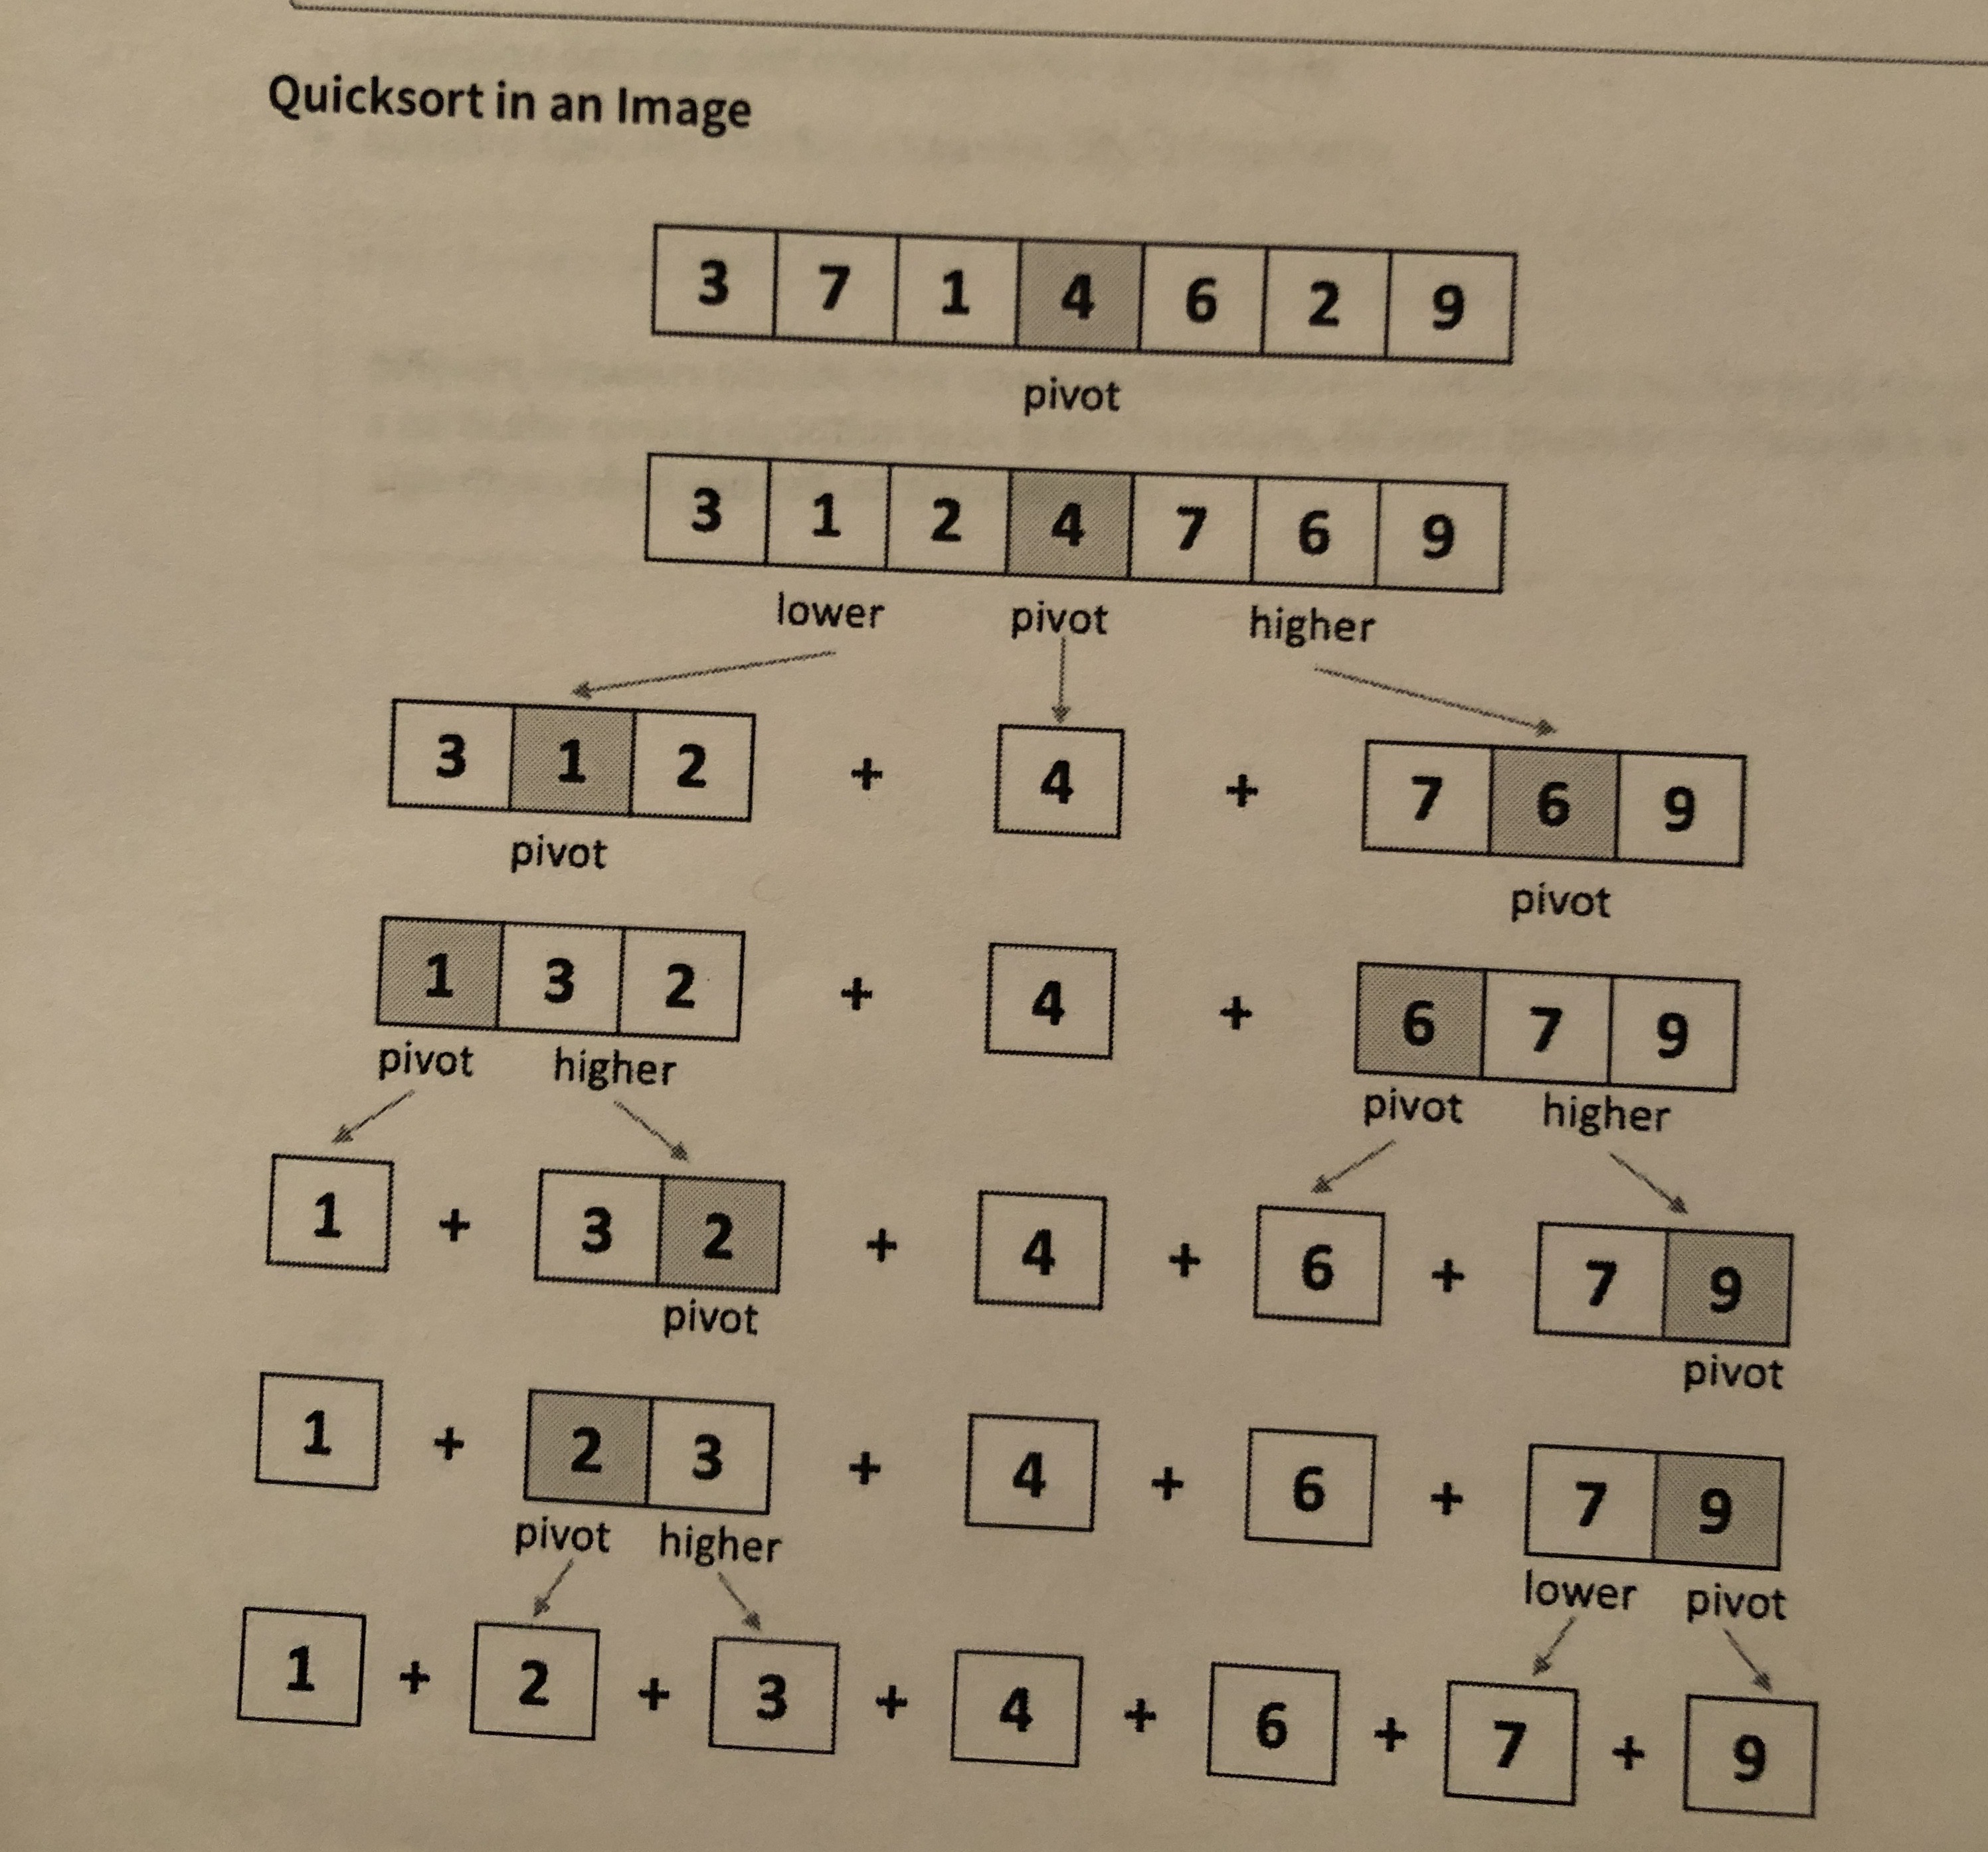 Quicksort in an Image
3 7 1 4 6 2 9
pivot
3 1 2 4 7 6 9
lower pivot higher
3 1 2 + 4 + 7 6 9
pivot pivot
1 3 2 + 4 + 6 7 9
pivot higher pivot higher
1 + 3 2 + 4 + 6 + 7 9
pivot pivot
1 + 2 3 + 4 + 6 + 7 9
pivot higher lower pivot
1 + 2 + 3 + 4 + 6 + 7 + 9